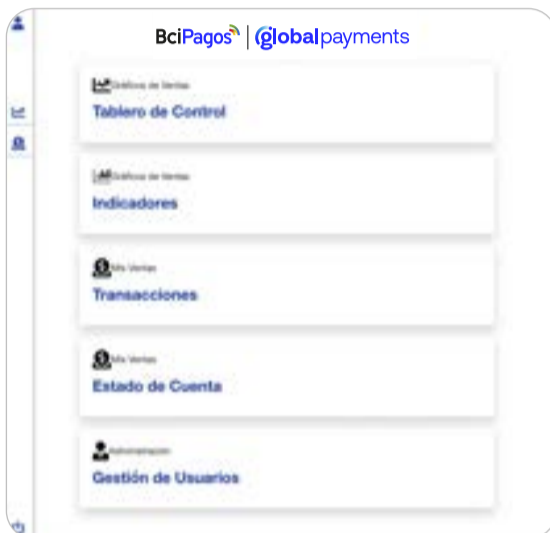 BciPagos | globalpayments
Gráficos de Ventas
Tablero de Control
Gráficos de Ventas
Indicadores
Mis Ventas
Transacciones
Mis Ventas
Estado de Cuenta
Administración
Gestión de Usuarios